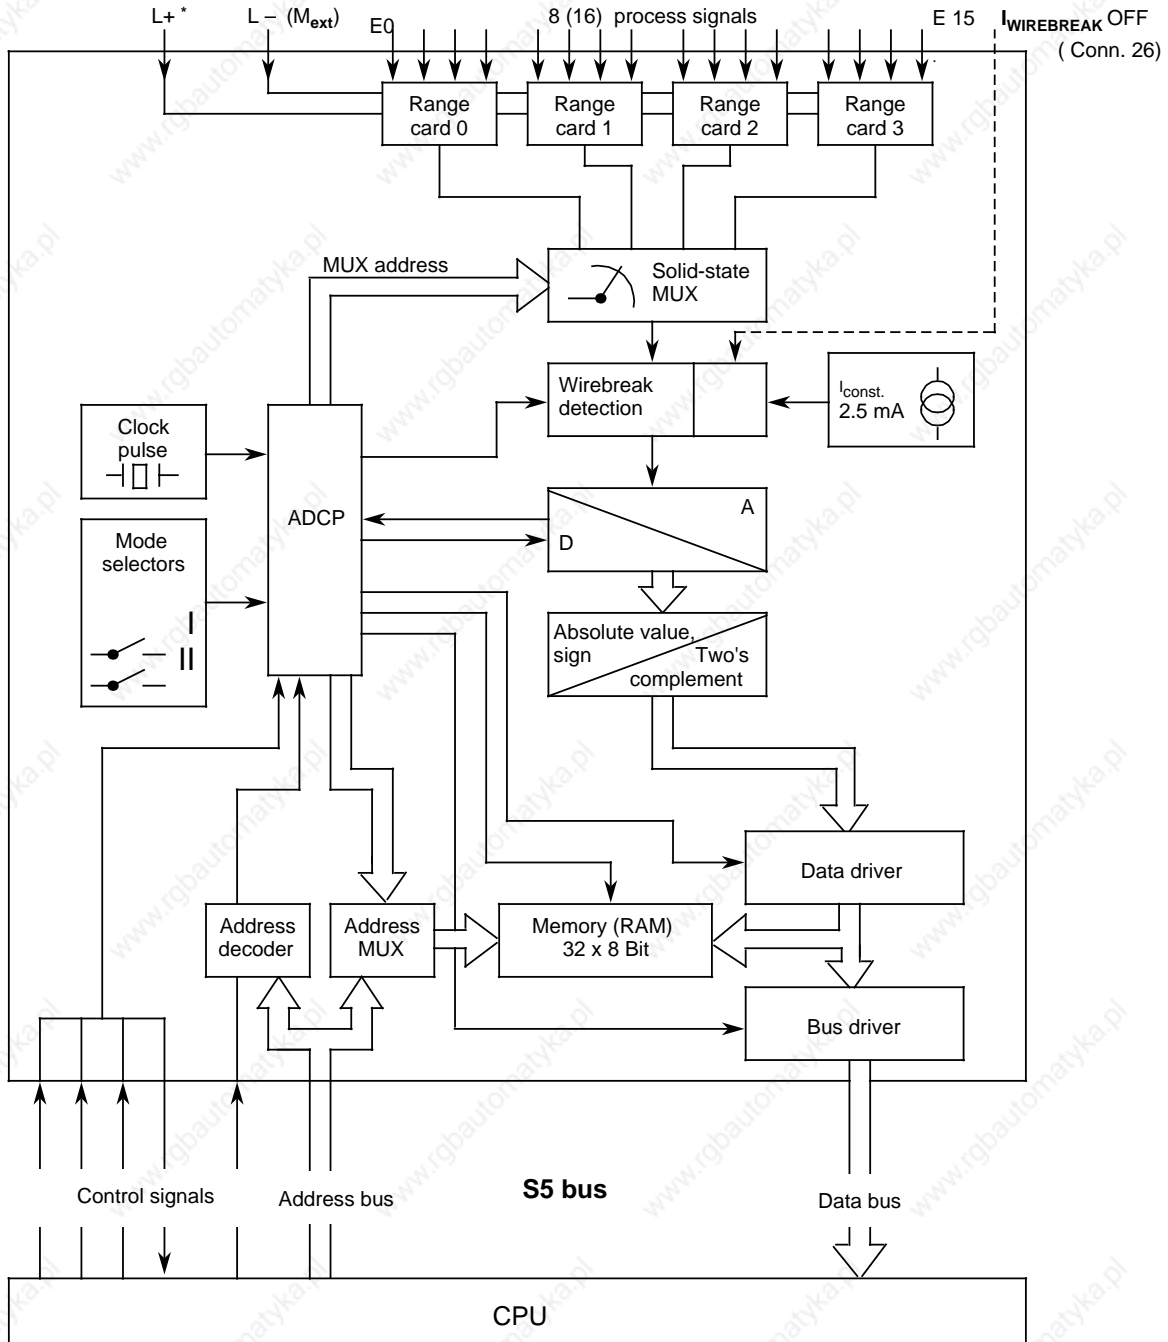 L+ *
L – (Mext)
E0
8 (16) process signals
E 15
IWIREBREAK OFF
( Conn. 26)
Range
card 0
Range
card 1
Range
card 2
Range
card 3
MUX address
Solid-state
MUX
Wirebreak
detection
Iconst.
2.5 mA
Clock
pulse
ADCP
A
D
Mode
selectors
I
II
Absolute value,
sign
Two's
complement
Data driver
Address
decoder
Address
MUX
Memory (RAM)
32 x 8 Bit
Bus driver
Control signals
Address bus
S5 bus
Data bus
CPU
www.rgbautomatyka.pl